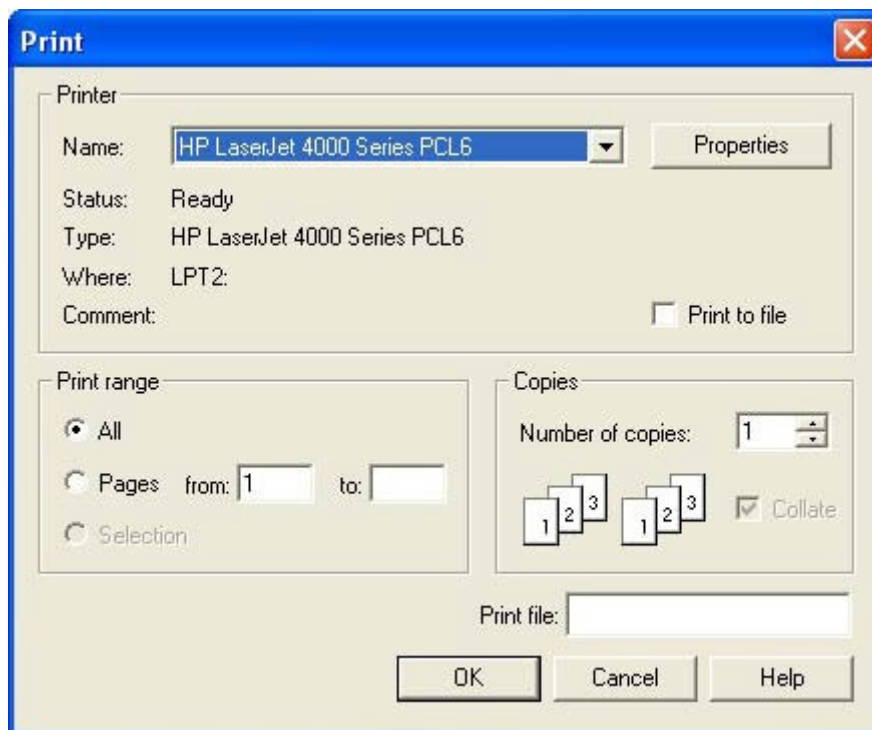 Print
Printer
Name: HP LaserJet 4000 Series PCL6 Properties
Status: Ready
Type: HP LaserJet 4000 Series PCL6
Where: LPT2:
Comment: Print to file
Print range
All
Pages from: 1 to:
Selection
Copies
Number of copies: 1
1 2 3 1 2 3 Collate
Print file:
OK Cancel Help